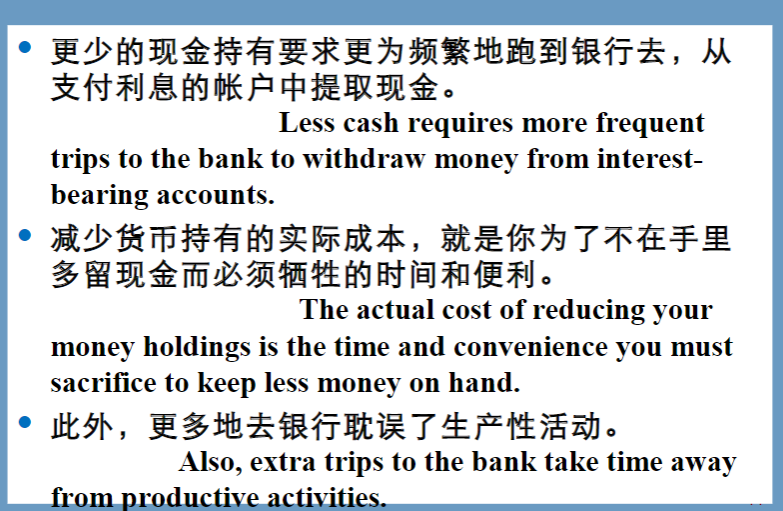 • 更少的现金持有要求更为频繁地跑到银行去，从
支付利息的帐户中提取现金。
Less cash requires more frequent
trips to the bank to withdraw money from interest-
bearing accounts.
• 减少货币持有的实际成本，就是你为了不在手里
多留现金而必须牺牲的时间和便利。
The actual cost of reducing your
money holdings is the time and convenience you must
sacrifice to keep less money on hand.
• 此外，更多地去银行耽误了生产性活动。
Also, extra trips to the bank take time away
from productive activities.